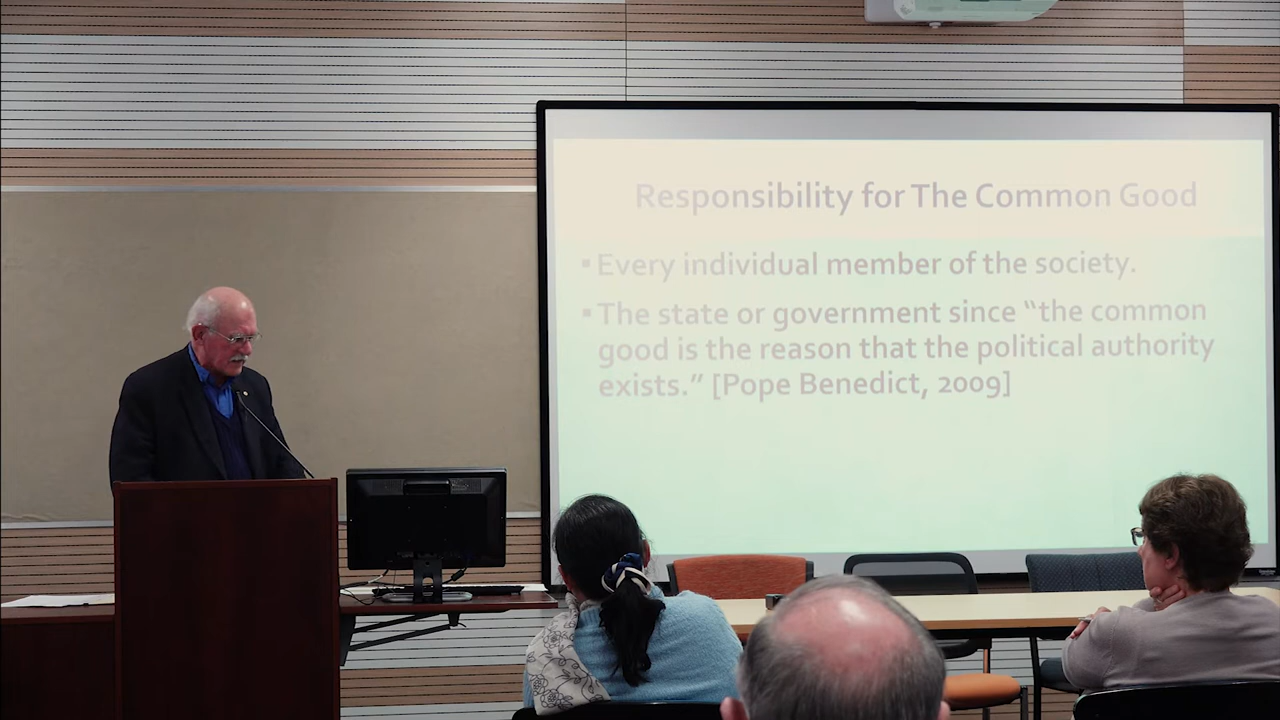 Responsibility for The Common Good
▪ Every individual member of the society.
▪ The state or government since “the common
good is the reason that the political authority
exists.” [Pope Benedict, 2009]